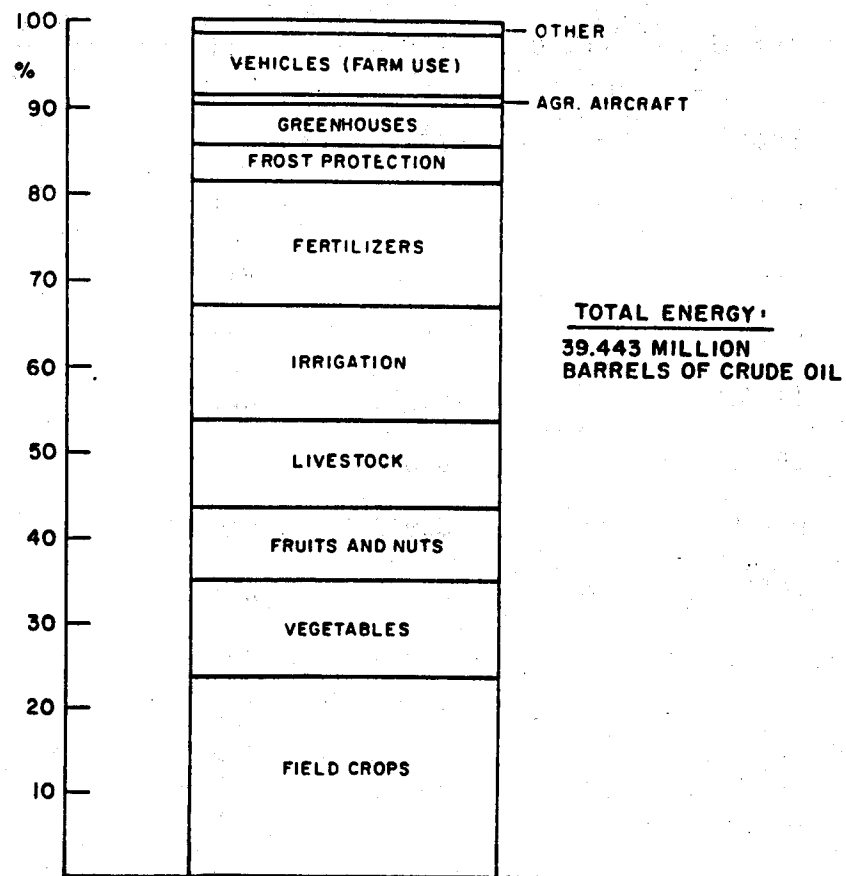 100
%
90
80
70
60
50
40
30
20
10
OTHER
VEHICLES (FARM USE)
AGR. AIRCRAFT
GREENHOUSES
FROST PROTECTION
FERTILIZERS
IRRIGATION
LIVESTOCK
FRUITS AND NUTS
VEGETABLES
FIELD CROPS
TOTAL ENERGY:
39.443 MILLION
BARRELS OF CRUDE OIL